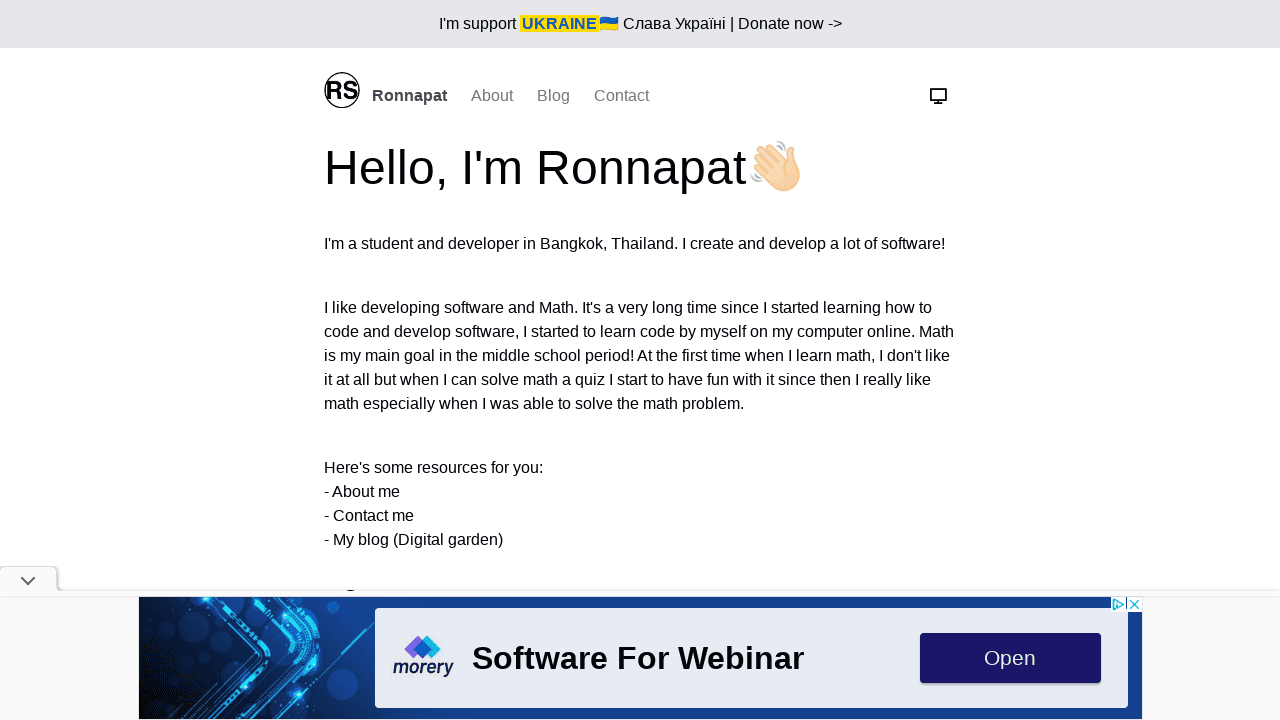 I'm support UKRAINE🇺🇦 Слава Україні | Donate now ->
RS Ronnapat About Blog Contact
Hello, I'm Ronnapat👋🏻
I'm a student and developer in Bangkok, Thailand. I create and develop a lot of software!
I like developing software and Math. It's a very long time since I started learning how to
code and develop software, I started to learn code by myself on my computer online. Math
is my main goal in the middle school period! At the first time when I learn math, I don't like
it at all but when I can solve math a quiz I start to have fun with it since then I really like
math especially when I was able to solve the math problem.
Here's some resources for you:
- About me
- Contact me
- My blog (Digital garden)
morery
Software For Webinar
Open